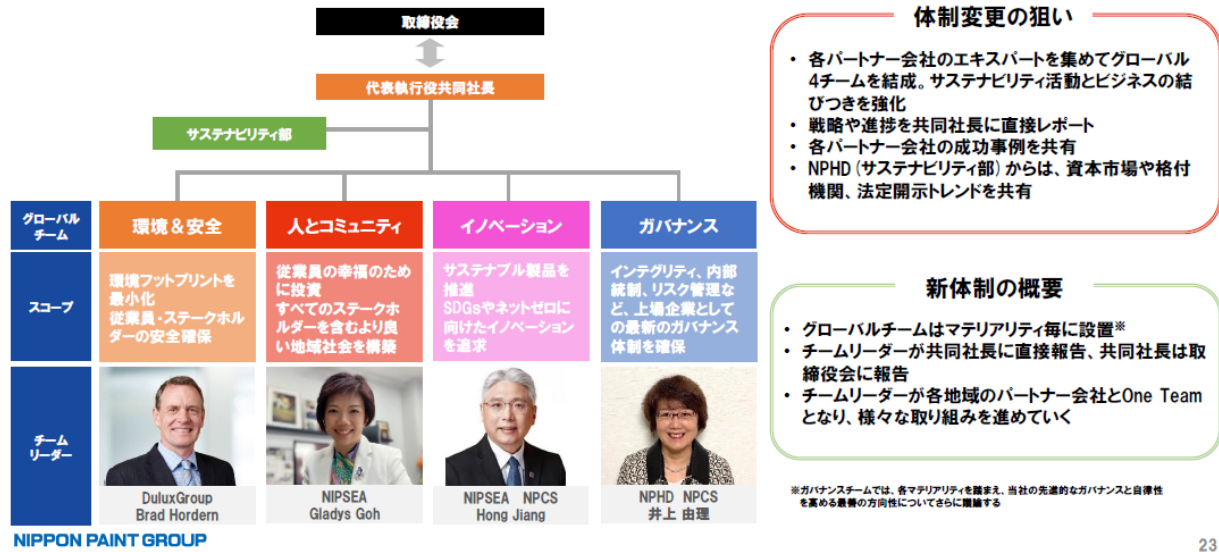 取締役会
代表執行役共同社長
サステナビリティ部
グローバル
チーム
環境&安全
人とコミュニティ
イノベーション
ガバナンス
スコープ
環境フットプリントを
最小化
従業員・ステークホル
ダーの安全確保
従業員の幸福のため
に投資
すべてのステークホ
ルダーを含むより良
い地域社会を構築
サステナブル製品を
推進
SDGsやネットゼロに
向けたイノベーション
を追求
インテグリティ、内部
統制、リスク管理な
ど、上場企業として
の最新のガバナンス
体制を確保
チーム
リーダー
DuluxGroup
Brad Hordern
NIPSEA
Gladys Goh
NIPSEA NPCS
Hong Jiang
NPHD NPCS
井上 由理
体制変更の狙い
• 各パートナー会社のエキスパートを集めてグローバル
4チームを結成。サステナビリティ活動とビジネスの結
びつきを強化
• 戦略や進捗を共同社長に直接レポート
• 各パートナー会社の成功事例を共有
• NPHD(サステナビリティ部)からは、資本市場や格付
機関、法定開示トレンドを共有
新体制の概要
• グローバルチームはマテリアリティ毎に設置※
• チームリーダーが共同社長に直接報告、共同社長は取
締役会に報告
• チームリーダーが各地域のパートナー会社とOne Team
となり、様々な取り組みを進めていく
※ガバナンスチームでは、各マテリアリティを踏まえ、当社の先進的なガバナンスと自律性
を高める最善の方向性についてさらに議論する
NIPPON PAINT GROUP
23